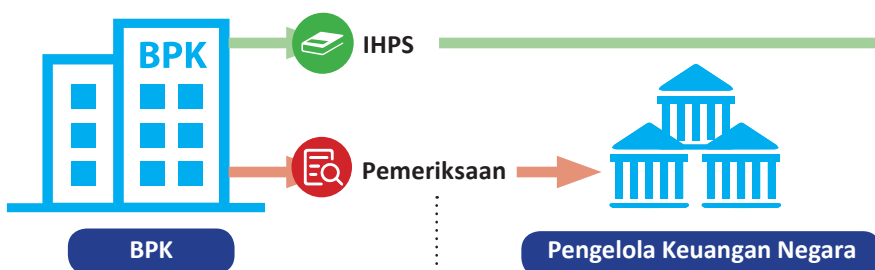 BPK
IHPS
Pemeriksaan
BPK
Pengelola Keuangan Negara